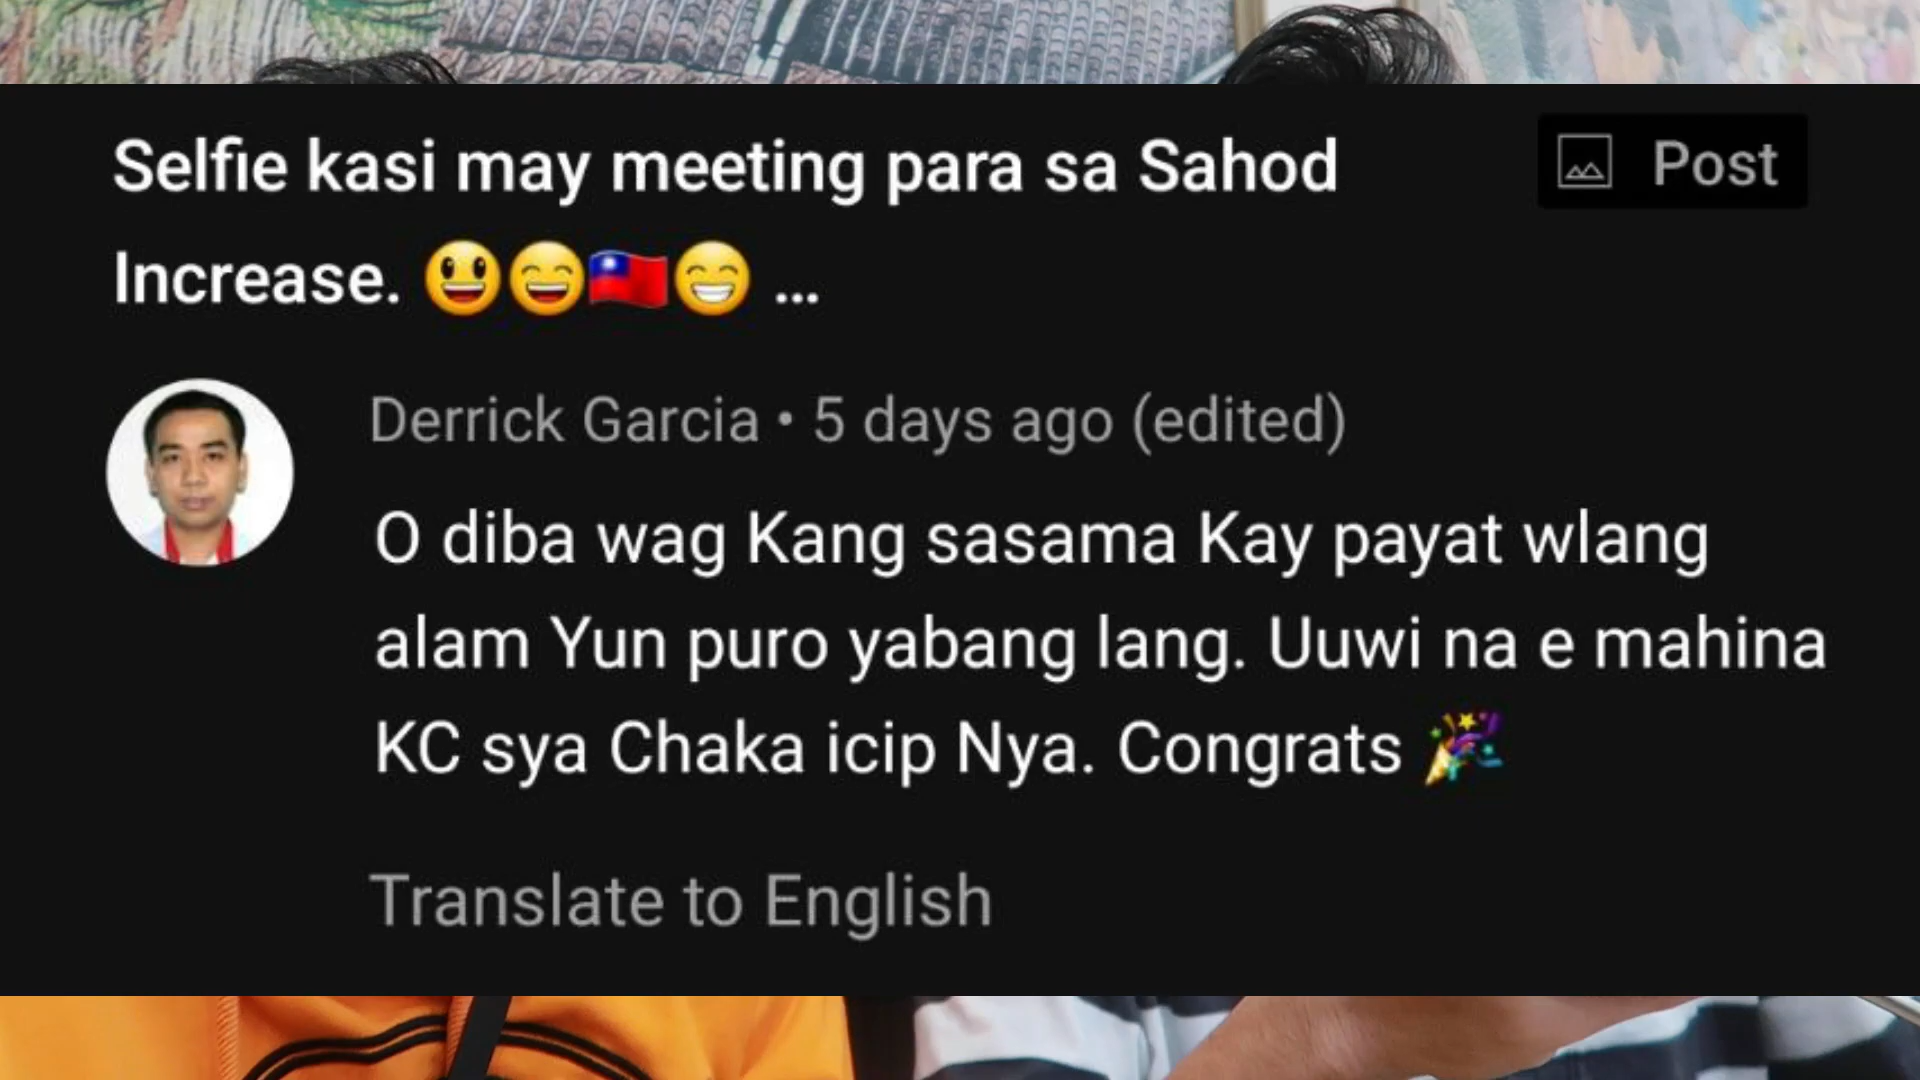 Selfie kasi may meeting para sa Sahod
Increase. 😃😄🇹🇼😁 ...
Post
Derrick Garcia • 5 days ago (edited)
O diba wag Kang sasama Kay payat wlang
alam Yun puro yabang lang. Uuwi na e mahina
KC sya Chaka icip Nya. Congrats 🎉
Translate to English